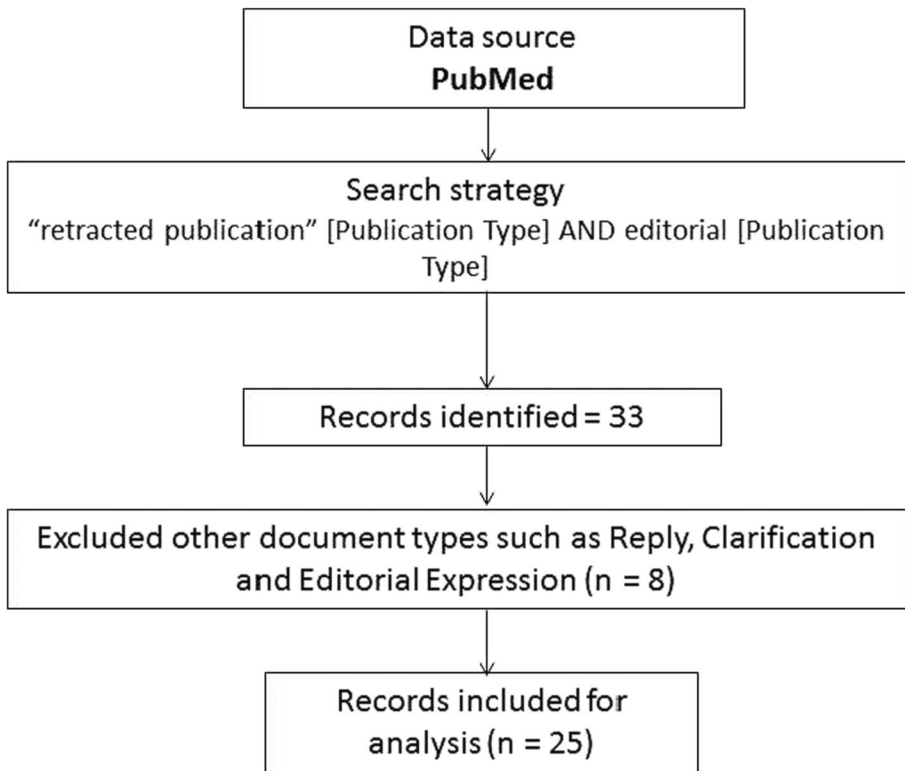 Data source
PubMed
Search strategy
“retracted publication” [Publication Type] AND editorial [Publication
Type]
Records identified = 33
Excluded other document types such as Reply, Clarification
and Editorial Expression (n = 8)
Records included for
analysis (n = 25)